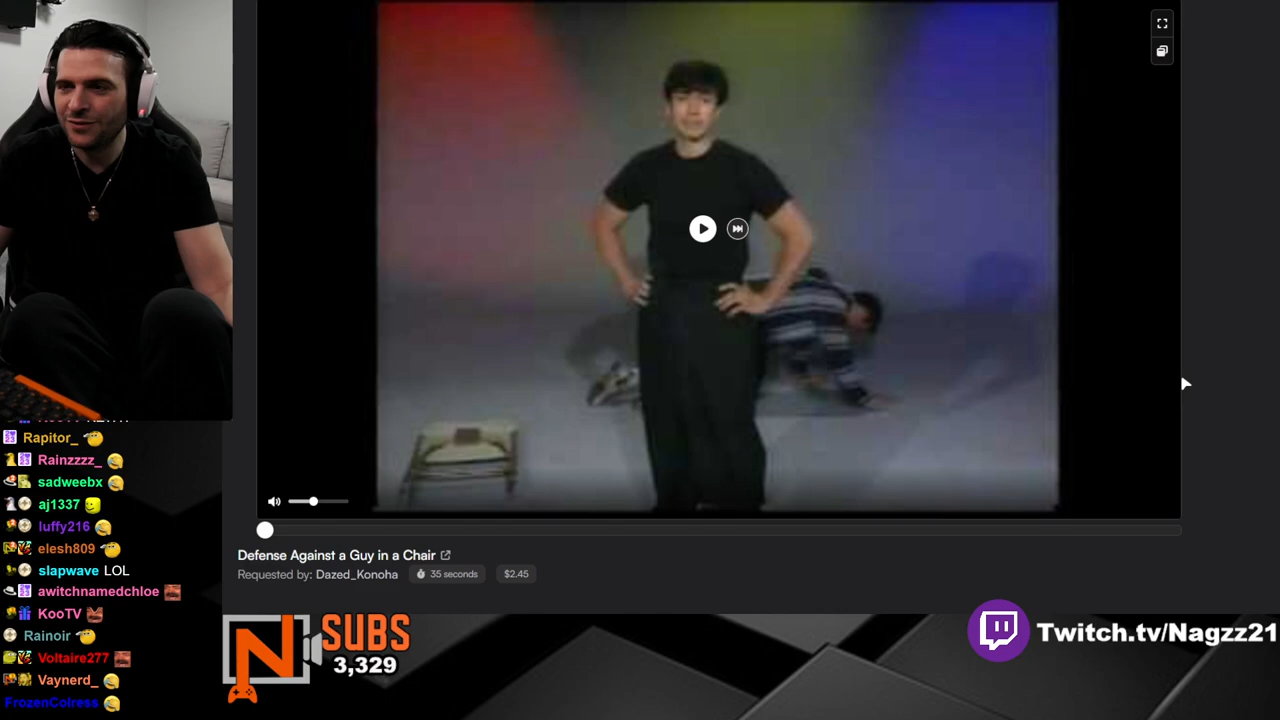 Rapitor_
Rainzzzz_
sadweebx
aj1337
luffy216
elesh809
slapwave LOL
awitchnamedchloe
KooTV
Rainoir
Voltaire277
Vaynerd_
FrozenColress
Defense Against a Guy in a Chair
Requested by: Dazed_Konoha 35 seconds $2.45
N SUBS
3,329
Twitch.tv/Nagzz21